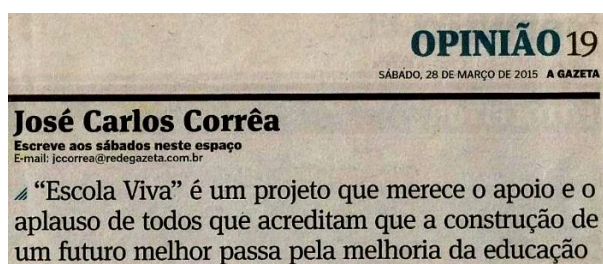 OPINIÃO 19
SÁBADO, 28 DE MARÇO DE 2015 A GAZETA
José Carlos Corrêa
Escreve aos sábados neste espaço
E-mail: jccorrea@redegazeta.com.br
"Escola Viva" é um projeto que merece o apoio e o
aplauso de todos que acreditam que a construção de
um futuro melhor passa pela melhoria da educação